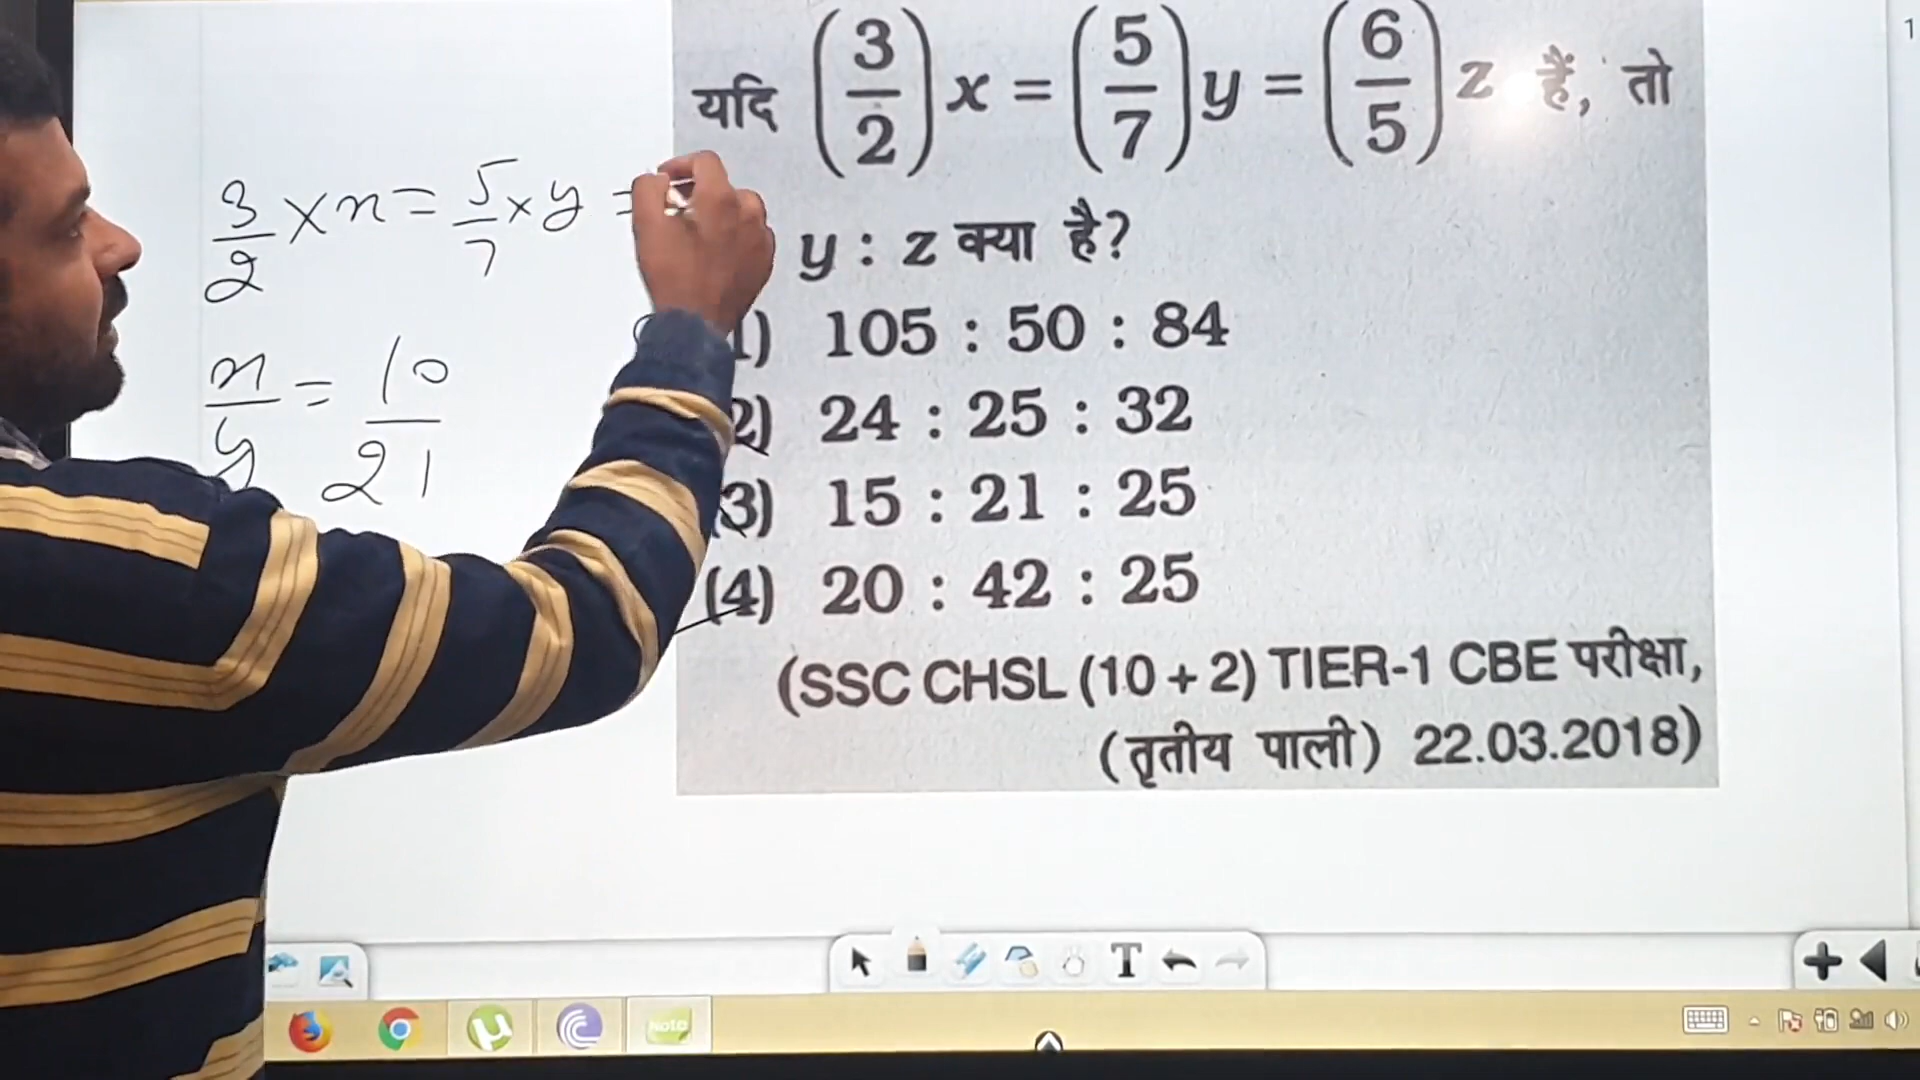 यदि (3/2) x = (5/7) y = (6/5) z हैं, तो
y : z क्या है?
1) 105 : 50 : 84
2) 24 : 25 : 32
(3) 15 : 21 : 25
(4) 20 : 42 : 25
(SSC CHSL (10 + 2) TIER-1 CBE परीक्षा,
(तृतीय पाली) 22.03.2018)
3/2 × x = 5/7 × y =
x/y = 10/21
1
T
NOTE